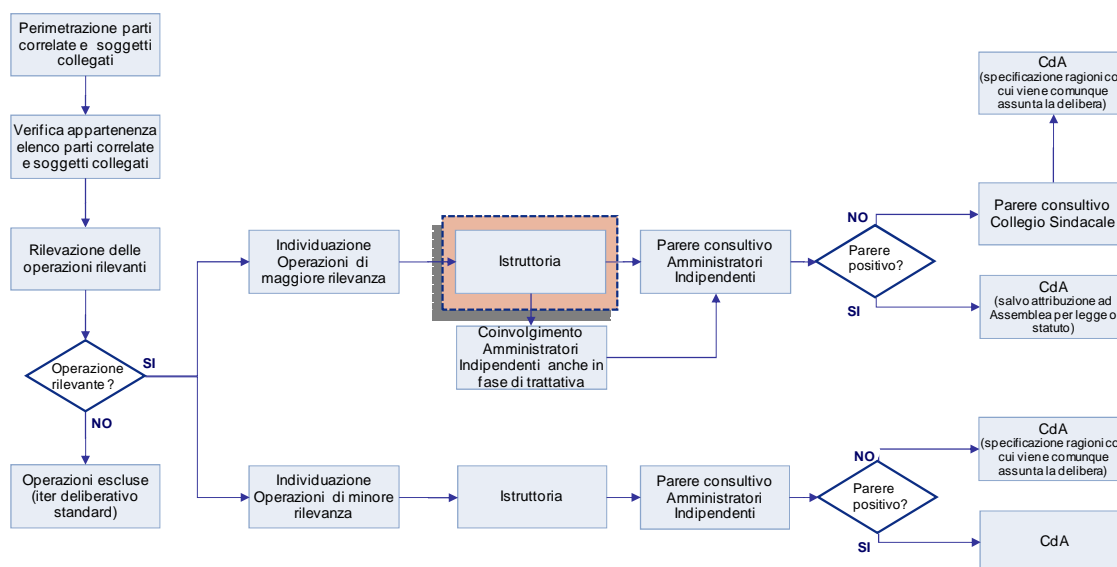 Perimetrazione parti
correlate e soggetti
collegati
Verifica appartenenza
elenco parti correlate
e soggetti collegati
Rilevazione delle
operazioni rilevanti
Operazione
rilevante?
SI
NO
Operazioni escluse
(iter deliberativo
standard)
Individuazione
Operazioni di
maggiore rilevanza
Istruttoria
Coinvolgimento
Amministratori
Indipendenti anche in
fase di trattativa
Parere consultivo
Amministratori
Indipendenti
Parere
positivo?
NO
SI
Parere consultivo
Collegio Sindacale
CdA
(specificazione ragioni co
cui viene comunque
assunta la delibera)
CdA
(salvo attribuzione ad
Assemblea per legge o
statuto)
Individuazione
Operazioni di minore
rilevanza
Istruttoria
Parere consultivo
Amministratori
Indipendenti
Parere
positivo?
NO
SI
CdA
(specificazione ragioni co
cui viene comunque
assunta la delibera)
CdA